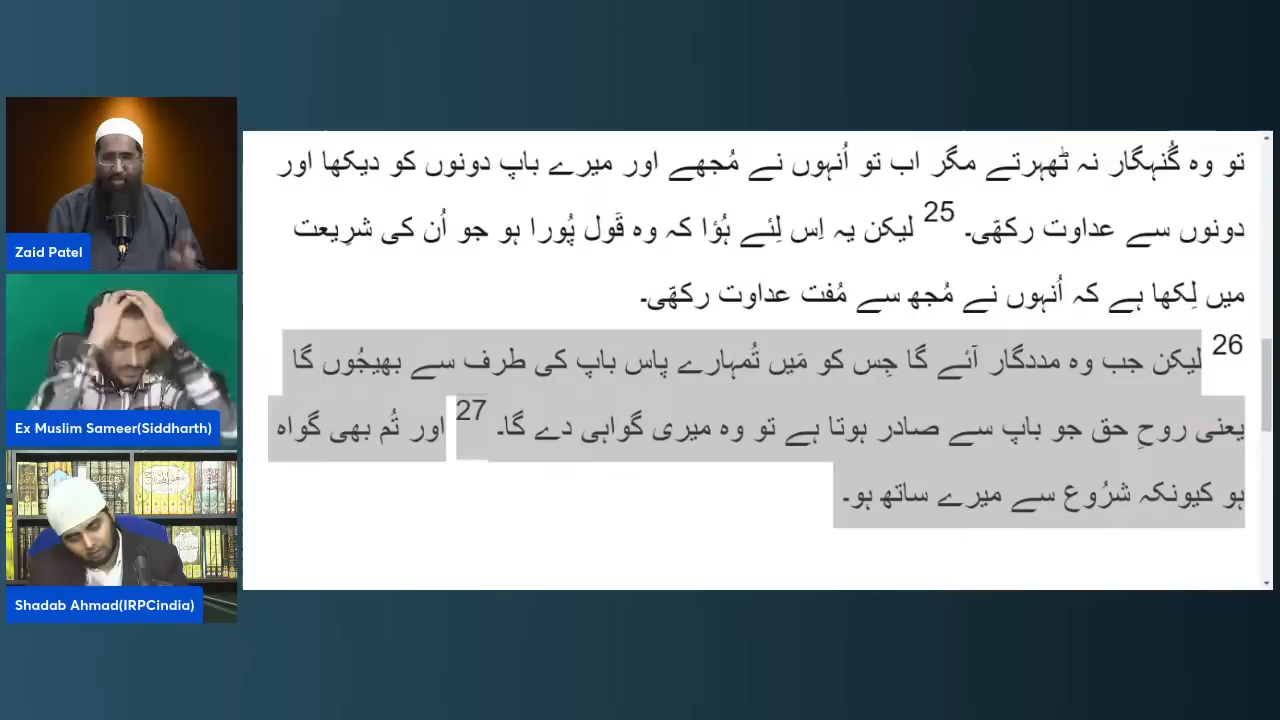 Zaid Patel
Ex Muslim Sameer(Siddharth)
Shadab Ahmad(IRPCindia)
تو وہ گُنہگار نہ ٹھہرتے مگر اب تو اُنہوں نے مُجھے اور میرے باپ دونوں کو دیکھا اور
دونوں سے عداوت رکھّی۔ 25 لیکن یہ اِس لِئے ہُؤا کہ وہ قَول پُورا ہو جو اُن کی شرِیعت
میں لِکھا ہے کہ اُنہوں نے مُجھ سے مُفت عداوت رکھّی۔
26 لیکن جب وہ مددگار آئے گا جِس کو مَیں تُمہارے پاس باپ کی طرف سے بھیجُوں گا
یعنی روحِ حق جو باپ سے صادر ہوتا ہے تو وہ میری گواہی دے گا۔ 27 اور تُم بھی گواہ
ہو کیونکہ شرُوع سے میرے ساتھ ہو۔